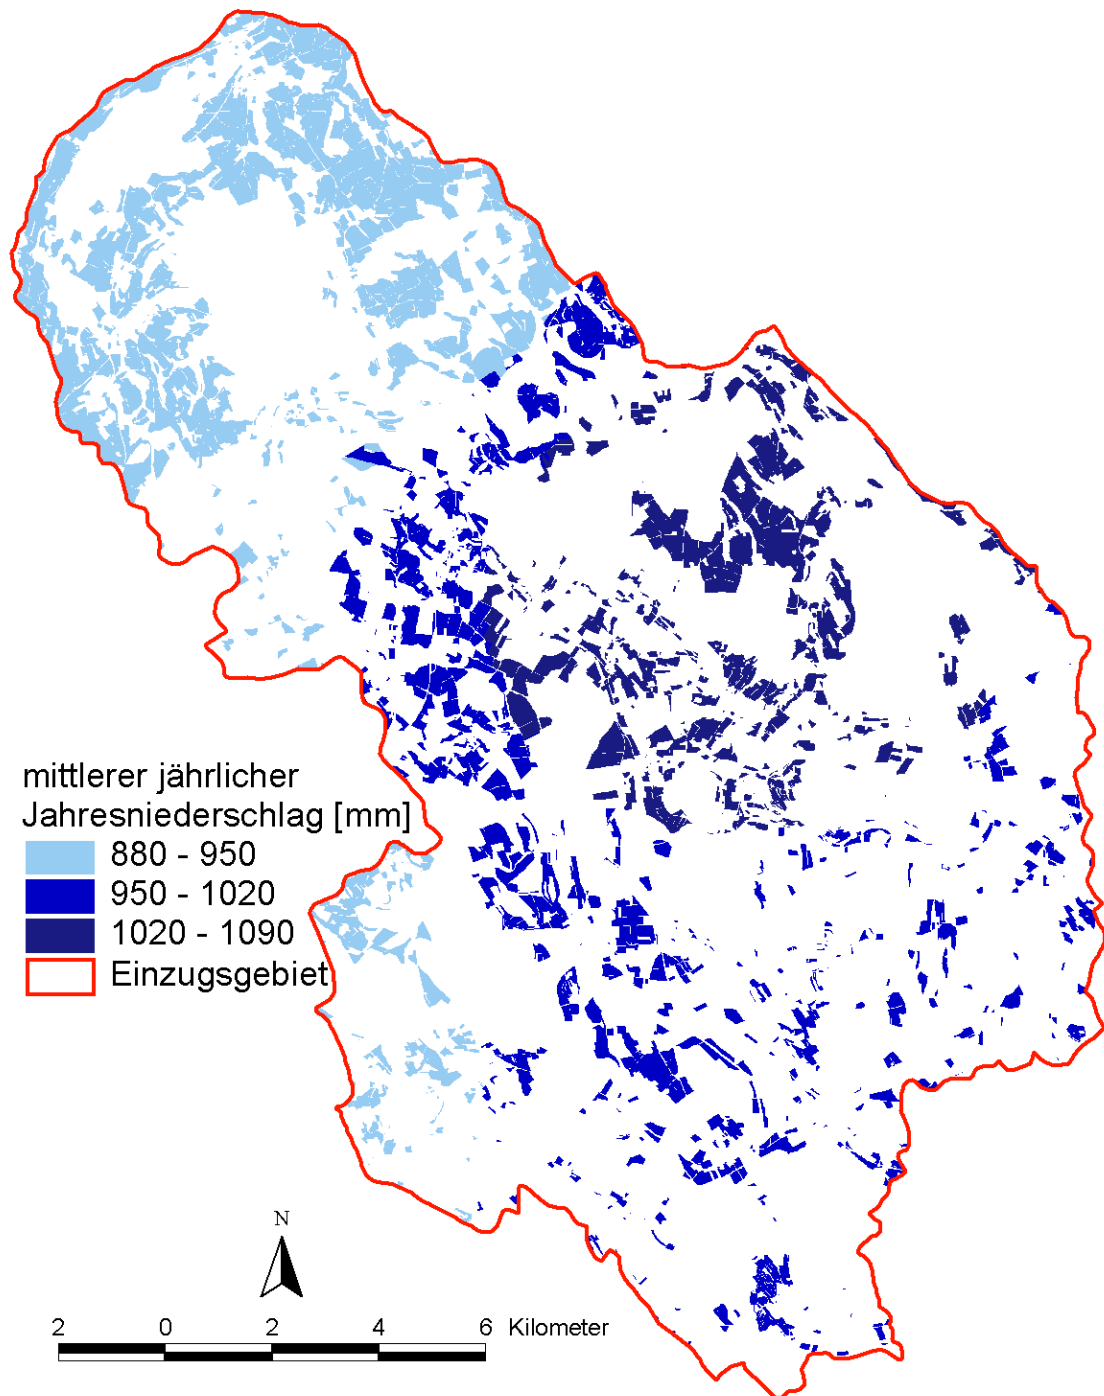 mittlerer jährlicher
Jahresniederschlag [mm]
880 - 950
950 - 1020
1020 - 1090
Einzugsgebiet
N
2 0 2 4 6 Kilometer